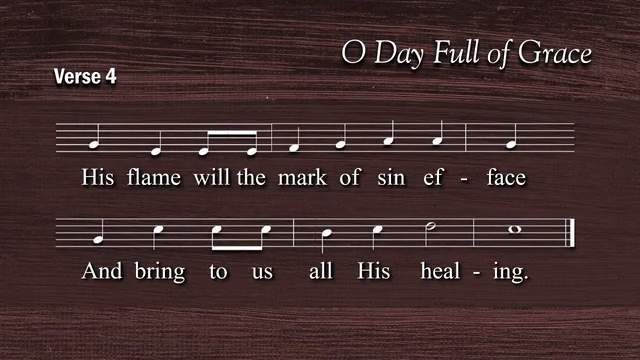 O Day Full of Grace
Verse 4
His flame will the mark of sin ef - face
And bring to us all His heal - ing.